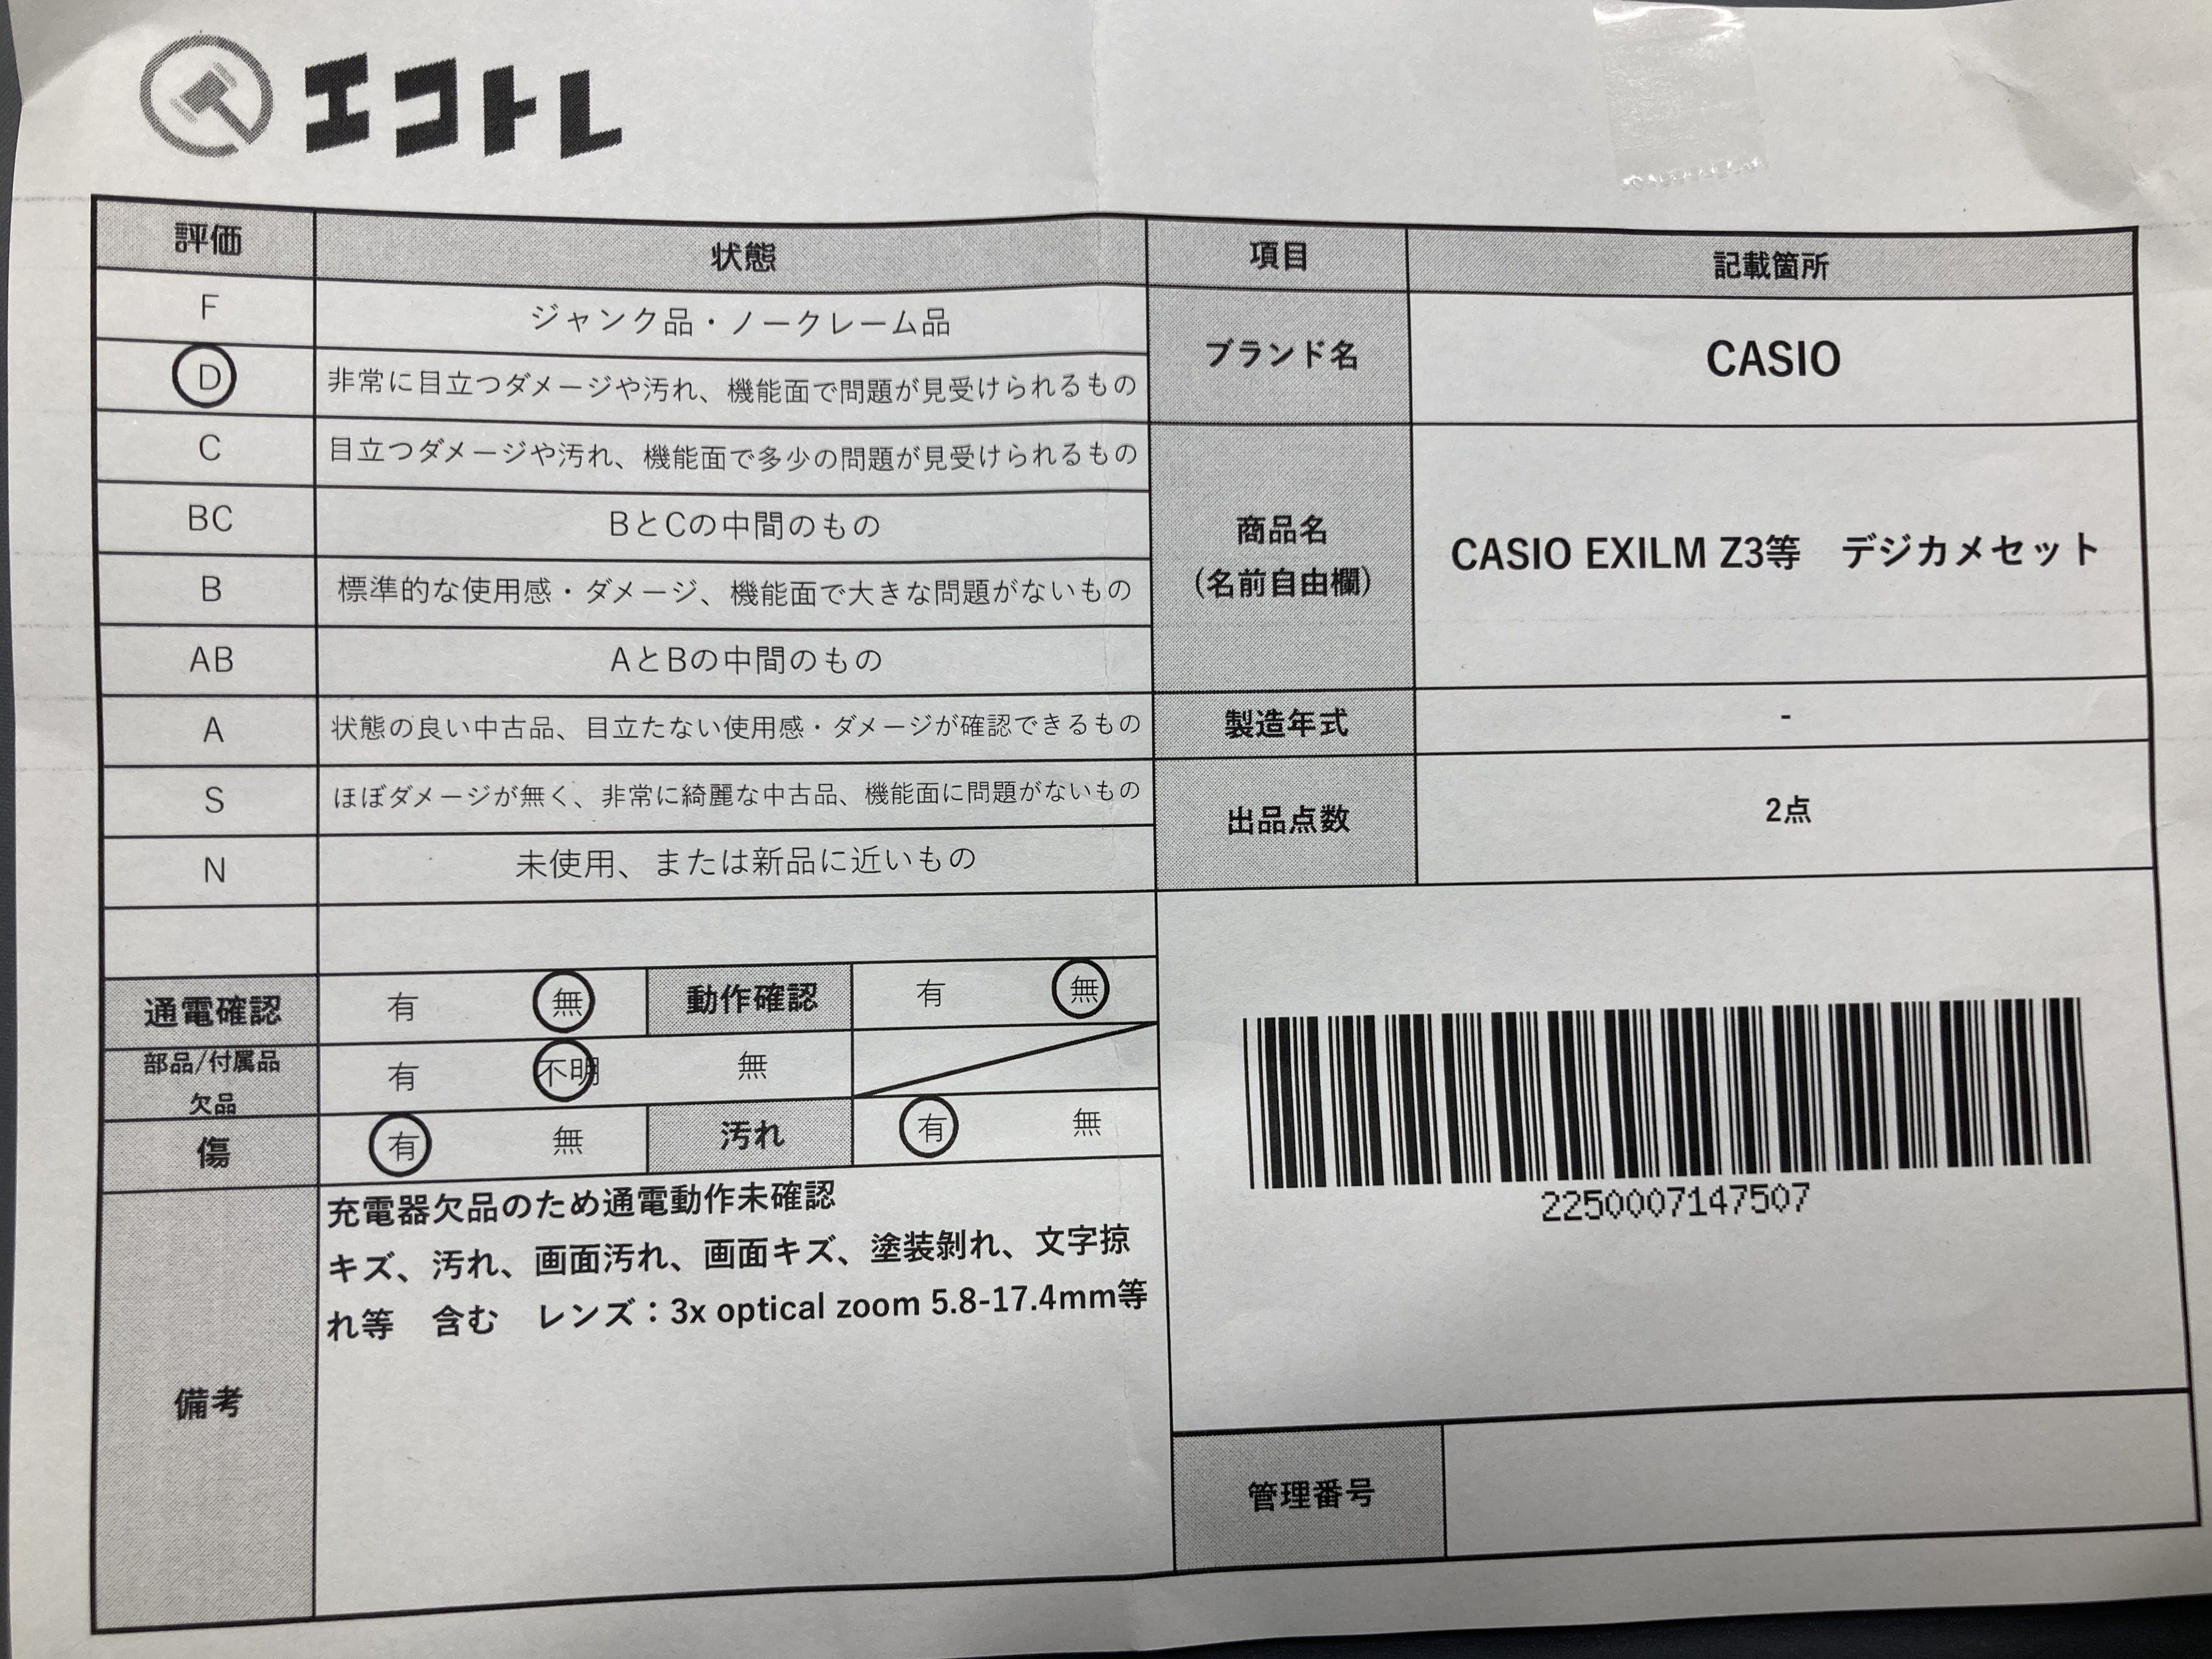 エコトレ
評価 状態 項目 記載箇所
F ジャンク品・ノークレーム品
D 非常に目立つダメージや汚れ、機能面で問題が見受けられるもの
ブランド名 CASIO
C 目立つダメージや汚れ、機能面で多少の問題が見受けられるもの
BC BとCの中間のもの
商品名
(名前自由欄)
CASIO EXILM Z3等　デジカメセット
B 標準的な使用感・ダメージ、機能面で大きな問題がないもの
AB AとBの中間のもの
A 状態の良い中古品、目立たない使用感・ダメージが確認できるもの
製造年式 -
S ほぼダメージが無く、非常に綺麗な中古品、機能面に問題がないもの
出品点数 2点
N 未使用、または新品に近いもの
通電確認 有 無 動作確認 有 無
部品/付属品
欠品
有 不明 無
傷 有 無 汚れ 有 無
2250007147507
備考
充電器欠品のため通電動作未確認
キズ、汚れ、画面汚れ、画面キズ、塗装剝れ、文字掠
れ等　含む　レンズ：3x optical zoom 5.8-17.4mm等
管理番号